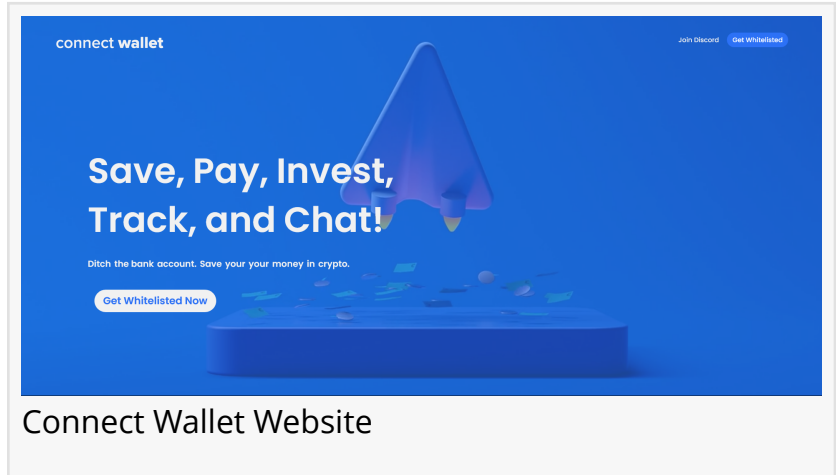 connect wallet
Join Discord
Get Whitelisted
Save, Pay, Invest,
Track, and Chat!
Ditch the bank account. Save your your money in crypto.
Get Whitelisted Now
Connect Wallet Website